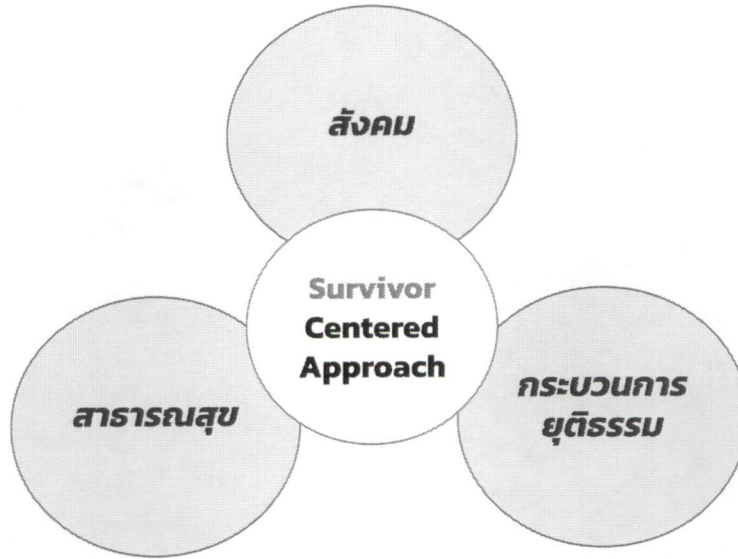 สังคม
Survivor
Centered
Approach
สาธารณสุข
กระบวนการ
ยุติธรรม